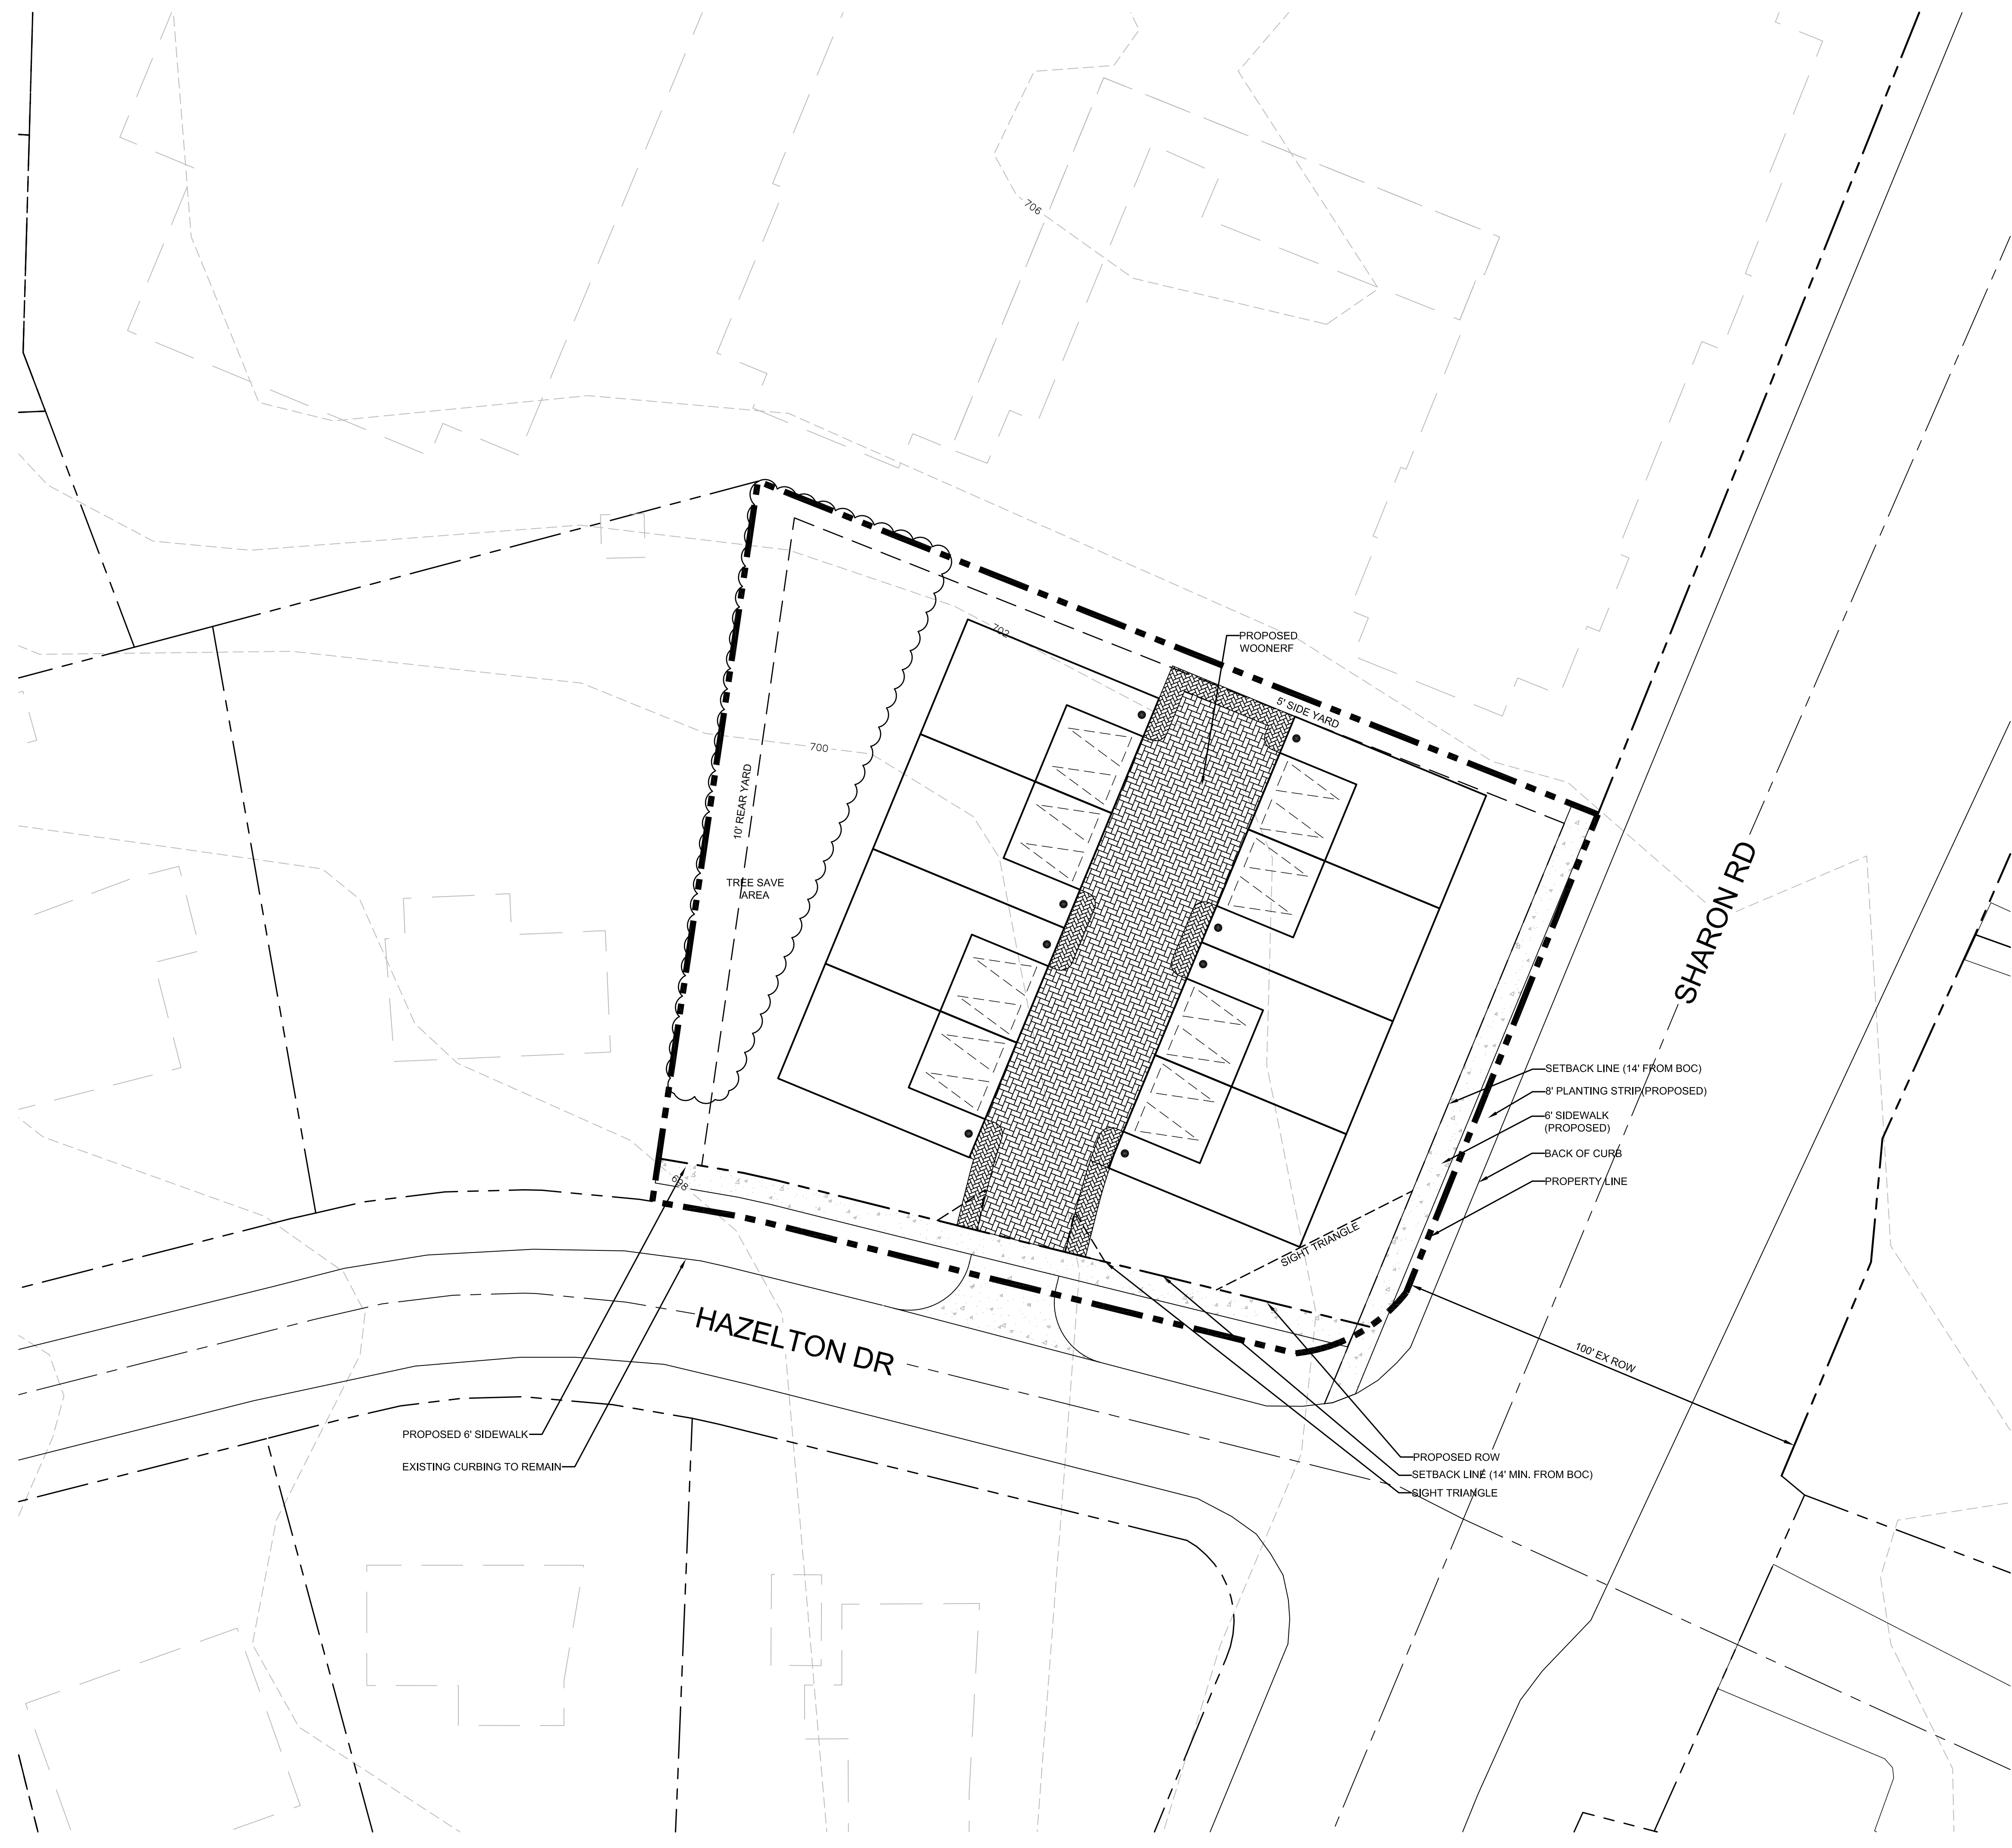 706
702
PROPOSED
WOONERF
5' SIDE YARD
700
10' REAR YARD
TREE SAVE
AREA
SHARON RD
SETBACK LINE (14' FROM BOC)
8' PLANTING STRIP(PROPOSED)
6' SIDEWALK
(PROPOSED)
BACK OF CURB
PROPERTY LINE
698
SIGHT TRIANGLE
HAZELTON DR
100' EX ROW
PROPOSED 6' SIDEWALK
EXISTING CURBING TO REMAIN
PROPOSED ROW
SETBACK LINE (14' MIN. FROM BOC)
SIGHT TRIANGLE